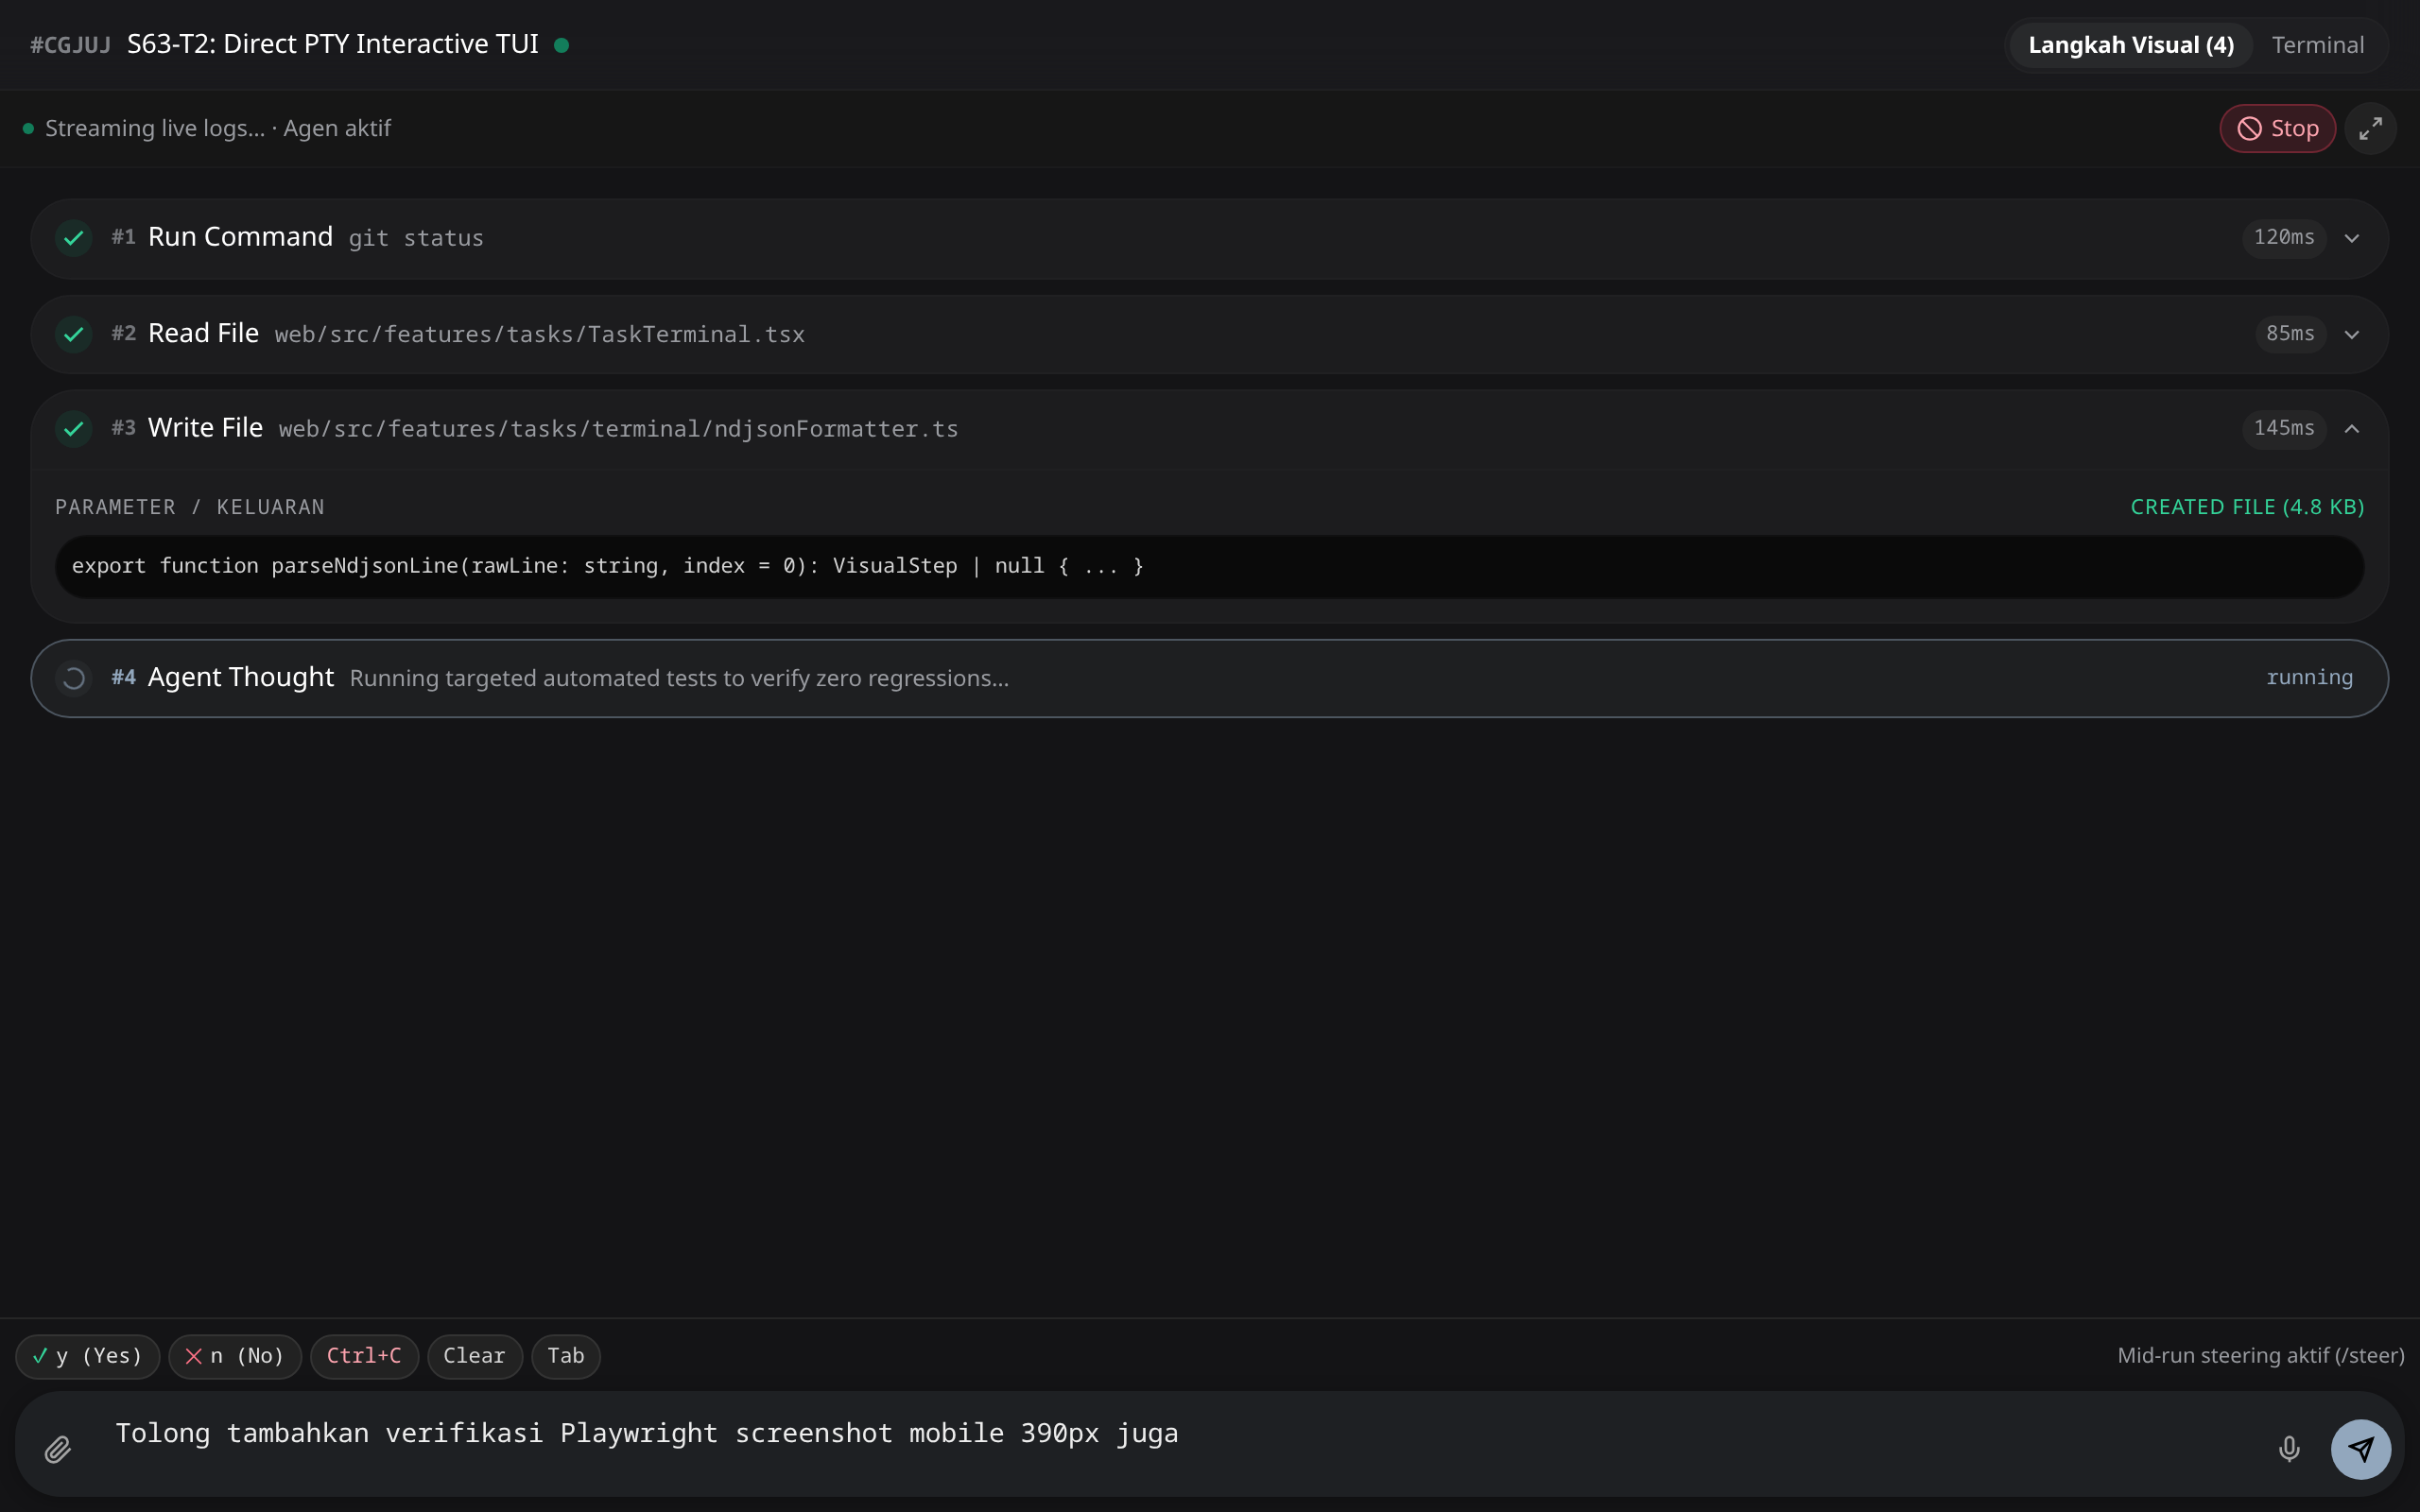 #CGJUJ S63-T2: Direct PTY Interactive TUI
Langkah Visual (4) Terminal
Streaming live logs... · Agen aktif
Stop
#1 Run Command git status 120ms
#2 Read File web/src/features/tasks/TaskTerminal.tsx 85ms
#3 Write File web/src/features/tasks/terminal/ndjsonFormatter.ts 145ms
PARAMETER / KELUARAN CREATED FILE (4.8 KB)
export function parseNdjsonLine(rawLine: string, index = 0): VisualStep | null { ... }
#4 Agent Thought Running targeted automated tests to verify zero regressions... running
y (Yes) n (No) Ctrl+C Clear Tab Mid-run steering aktif (/steer)
Tolong tambahkan verifikasi Playwright screenshot mobile 390px juga